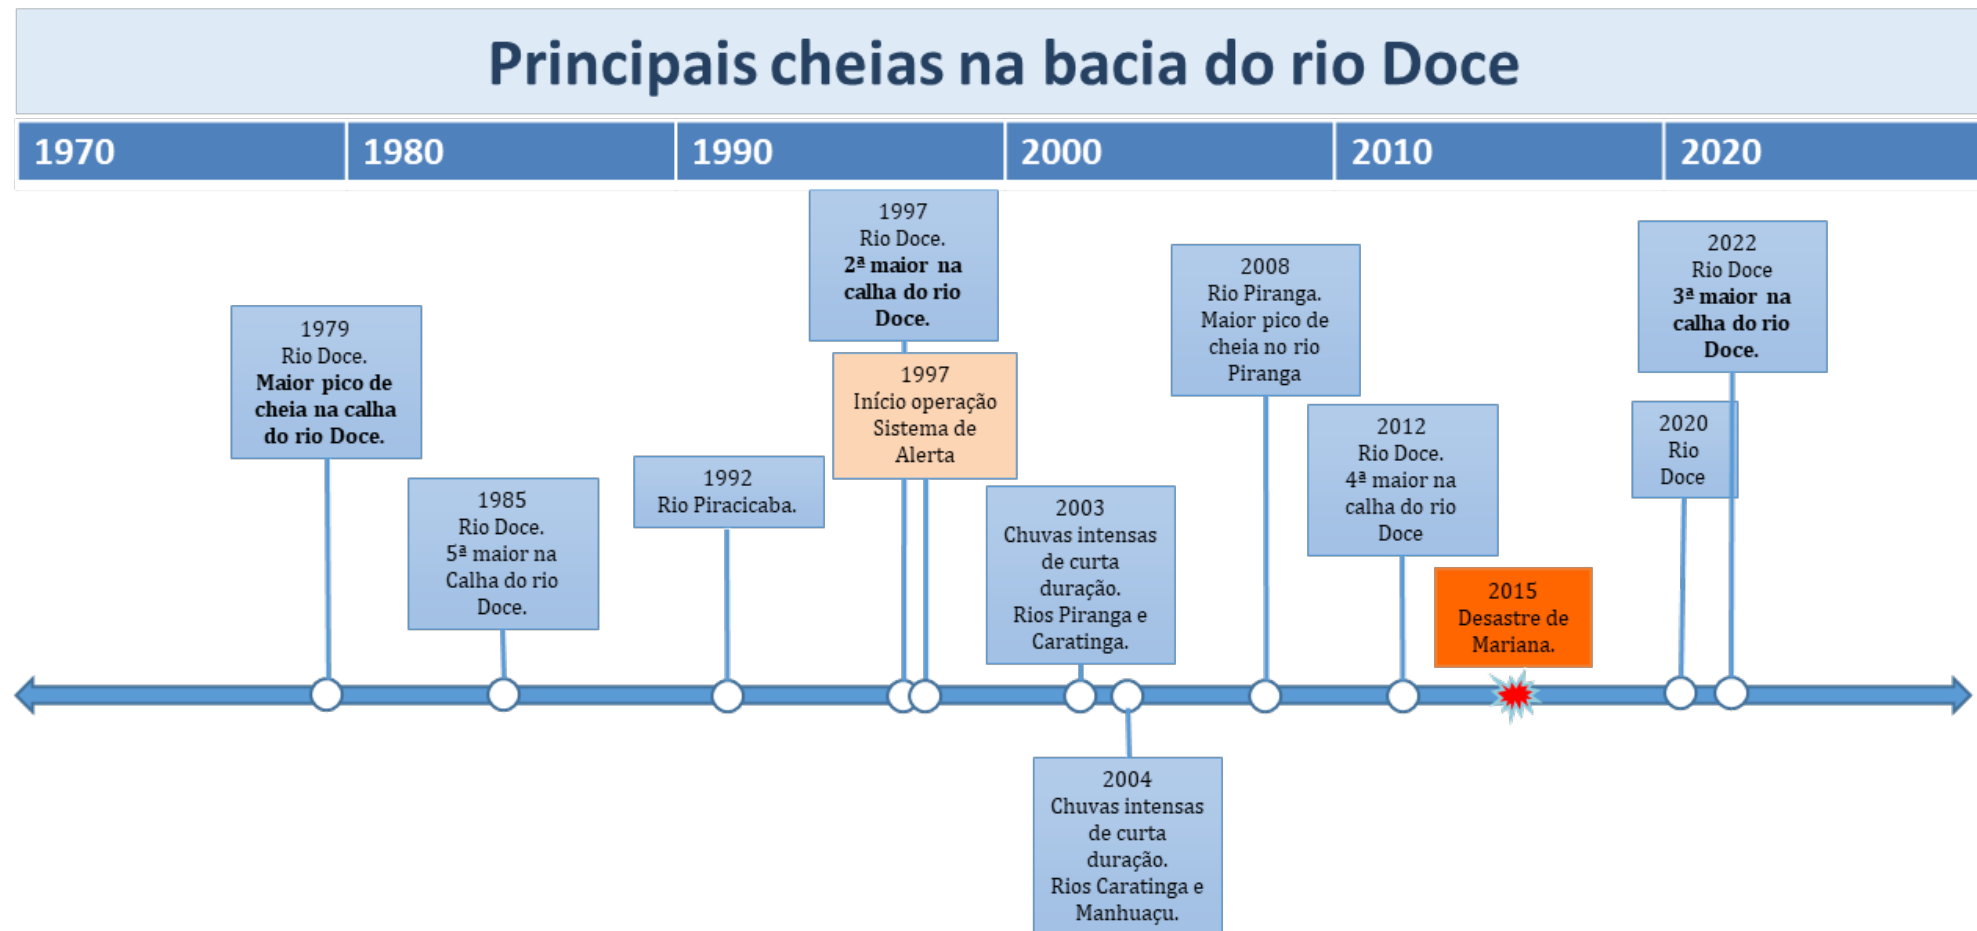 Principais cheias na bacia do rio Doce
1970
1980
1990
2000
2010
2020
1979
Rio Doce.
Maior pico de
cheia na calha
do rio Doce.
1985
Rio Doce.
5ª maior na
Calha do rio
Doce.
1992
Rio Piracicaba.
1997
Rio Doce.
2ª maior na
calha do rio
Doce.
1997
Início operação
Sistema de
Alerta
2003
Chuvas intensas
de curta
duração.
Rios Piranga e
Caratinga.
2004
Chuvas intensas
de curta
duração.
Rios Caratinga e
Manhuaçu.
2008
Rio Piranga.
Maior pico de
cheia no rio
Piranga
2012
Rio Doce.
4ª maior na
calha do rio
Doce
2015
Desastre de
Mariana.
2020
Rio
Doce
2022
Rio Doce
3ª maior na
calha do rio
Doce.